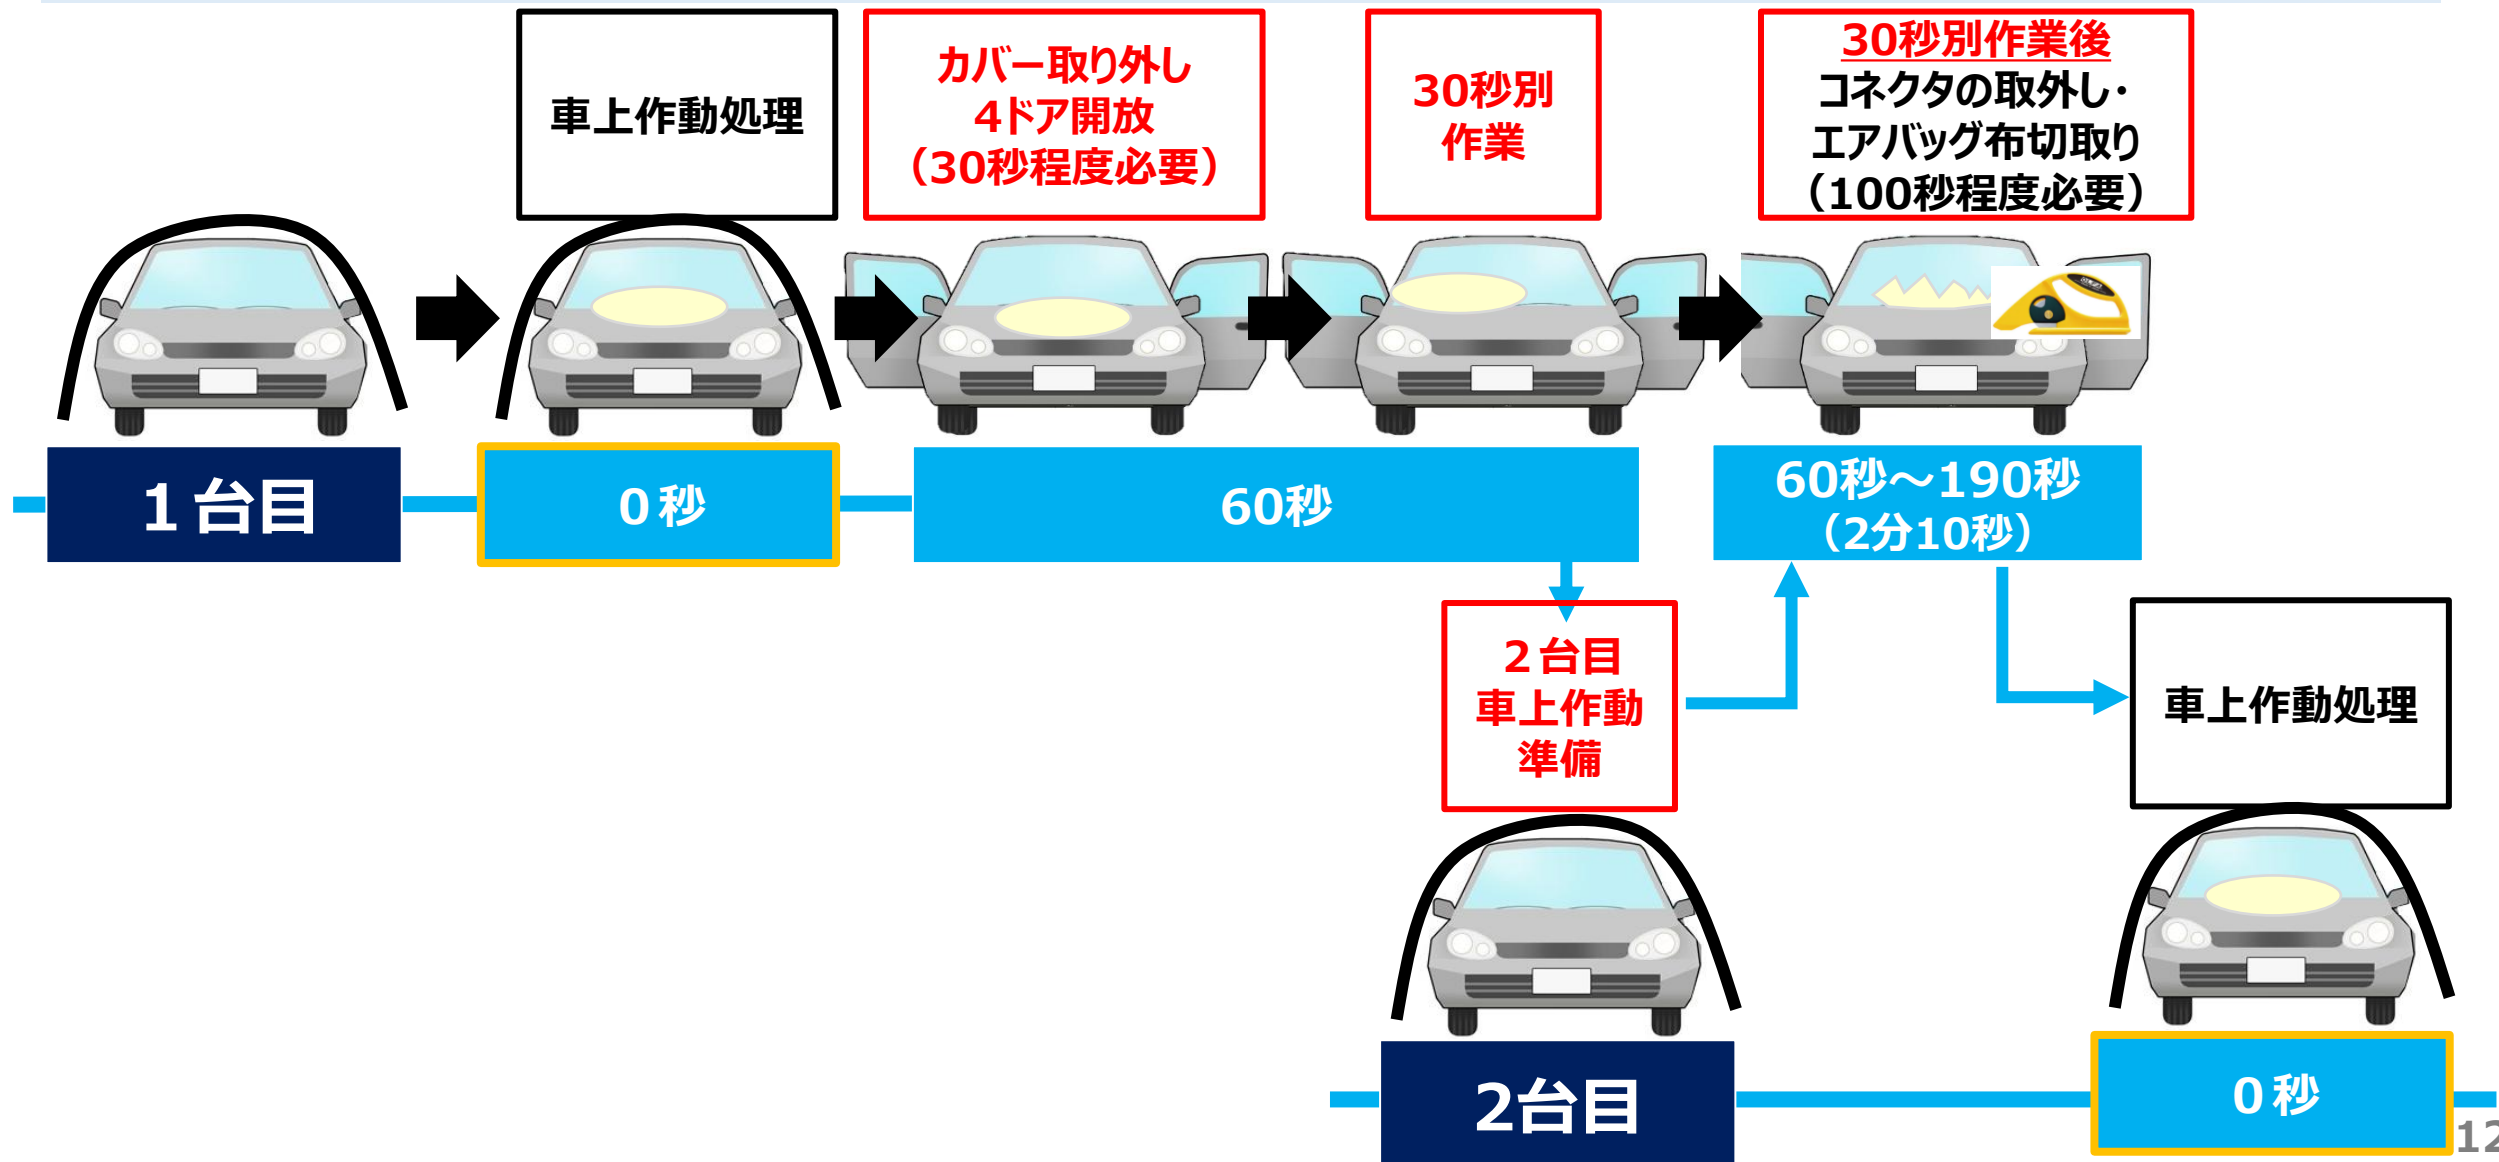 車上作動処理
カバー取り外し
4ドア開放
（30秒程度必要）
30秒別
作業
30秒別作業後
コネクタの取外し・
エアバッグ布切取り
（100秒程度必要）
１台目
０秒
60秒
60秒～190秒
（2分10秒）
２台目
車上作動
準備
車上作動処理
2台目
０秒
12